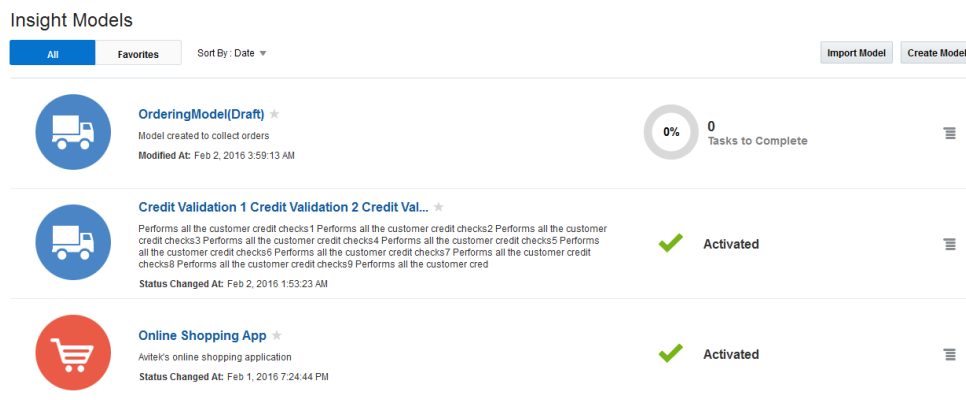 Insight Models
All Favorites Sort By : Date Import Model Create Model
OrderingModel(Draft)
Model created to collect orders
Modified At: Feb 2, 2016 3:59:13 AM
0%
0
Tasks to Complete
Credit Validation 1 Credit Validation 2 Credit Val...
Performs all the customer credit checks1 Performs all the customer credit checks2 Performs all the customer
credit checks3 Performs all the customer credit checks4 Performs all the customer credit checks5 Performs
all the customer credit checks6 Performs all the customer credit checks7 Performs all the customer credit
checks8 Performs all the customer credit checks9 Performs all the customer cred
Status Changed At: Feb 2, 2016 1:53:23 AM
Activated
Online Shopping App
Avitek's online shopping application
Status Changed At: Feb 1, 2016 7:24:44 PM
Activated